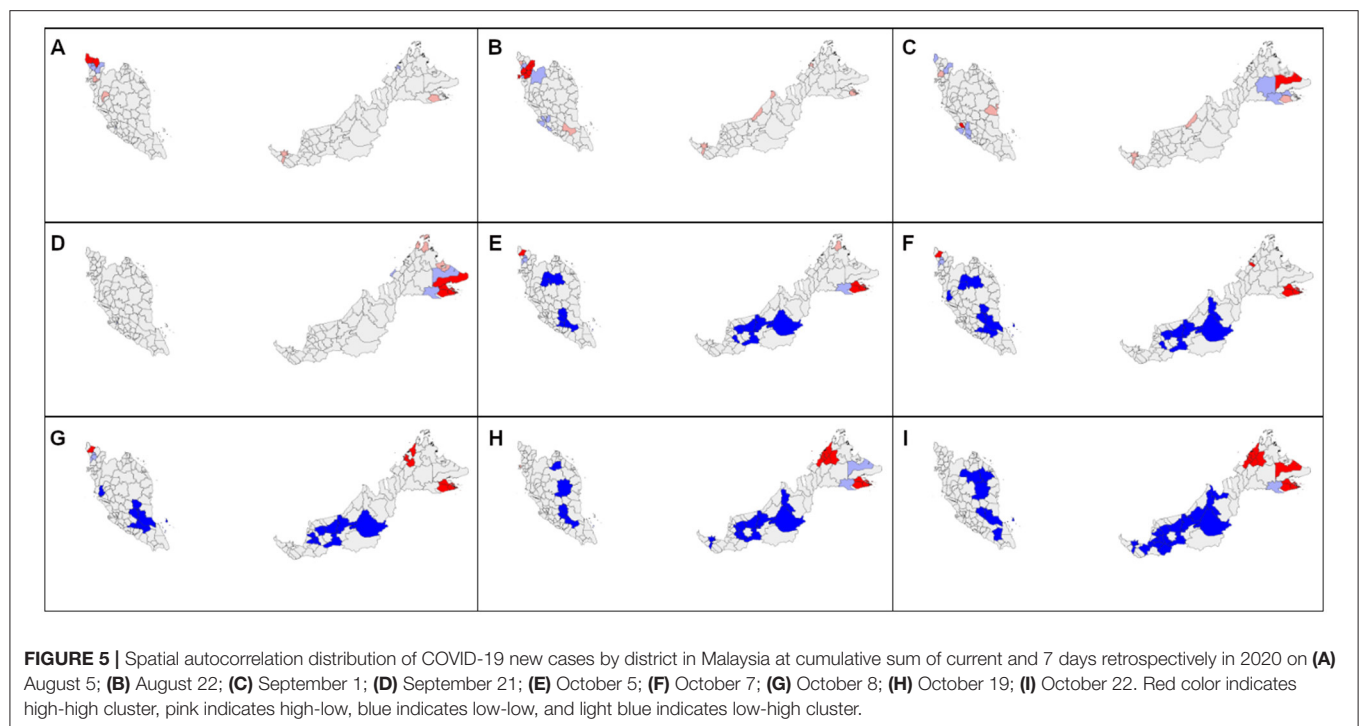 A
B
C
D
E
F
G
H
I
FIGURE 5 | Spatial autocorrelation distribution of COVID-19 new cases by district in Malaysia at cumulative sum of current and 7 days retrospectively in 2020 on (A)
August 5; (B) August 22; (C) September 1; (D) September 21; (E) October 5; (F) October 7; (G) October 8; (H) October 19; (I) October 22. Red color indicates
high-high cluster, pink indicates high-low, blue indicates low-low, and light blue indicates low-high cluster.